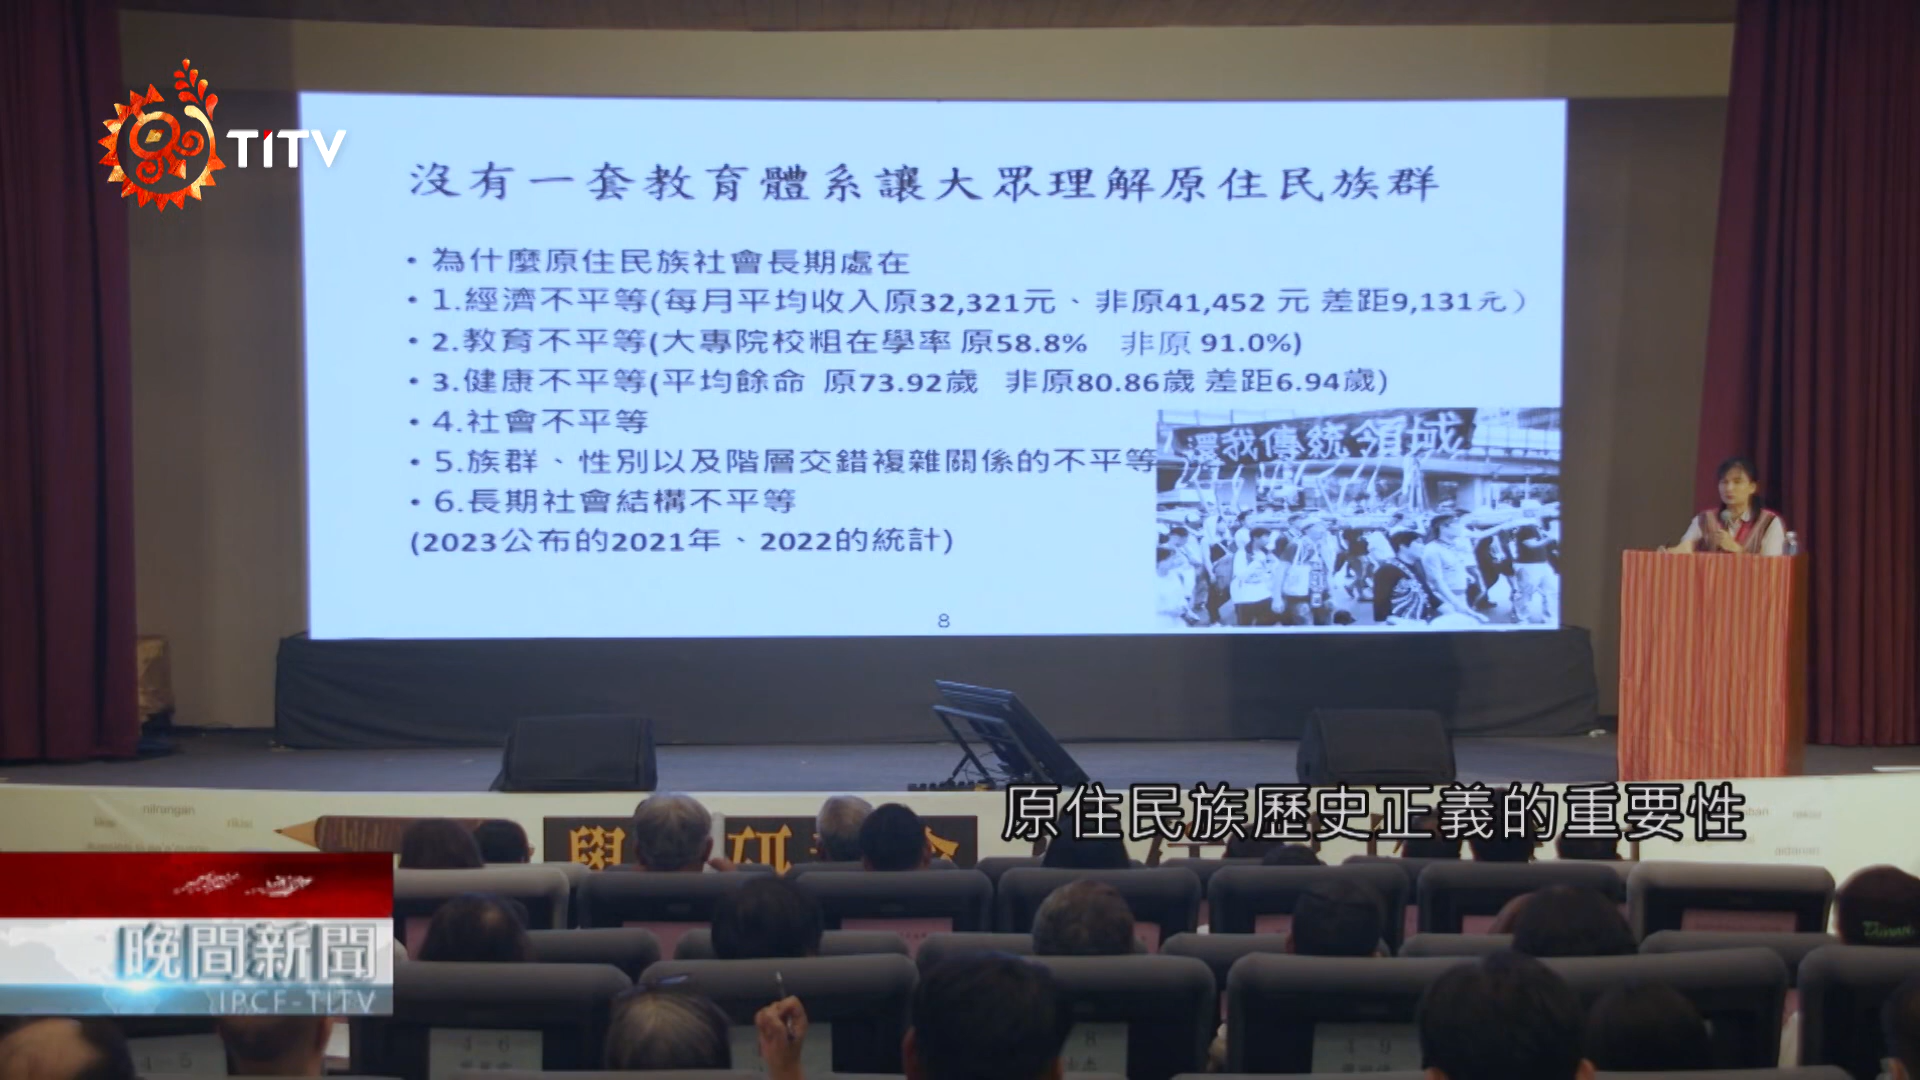 TiTV
沒有一套教育體系讓大眾理解原住民族群
• 為什麼原住民族社會長期處在
• 1.經濟不平等(每月平均收入原32,321元、非原41,452 元 差距9,131元)
• 2.教育不平等(大專院校粗在學率 原58.8% 非原 91.0%)
• 3.健康不平等(平均餘命 原73.92歲 非原80.86歲 差距6.94歲)
• 4.社會不平等
• 5.族群、性別以及階層交錯複雜關係的不平等
• 6.長期社會結構不平等
(2023公布的2021年、2022的統計)
還我傳統領域
8
原住民族歷史正義的重要性
晚間新聞
IPCF-TITV
TAIWAN
4-5
4-6
4-9